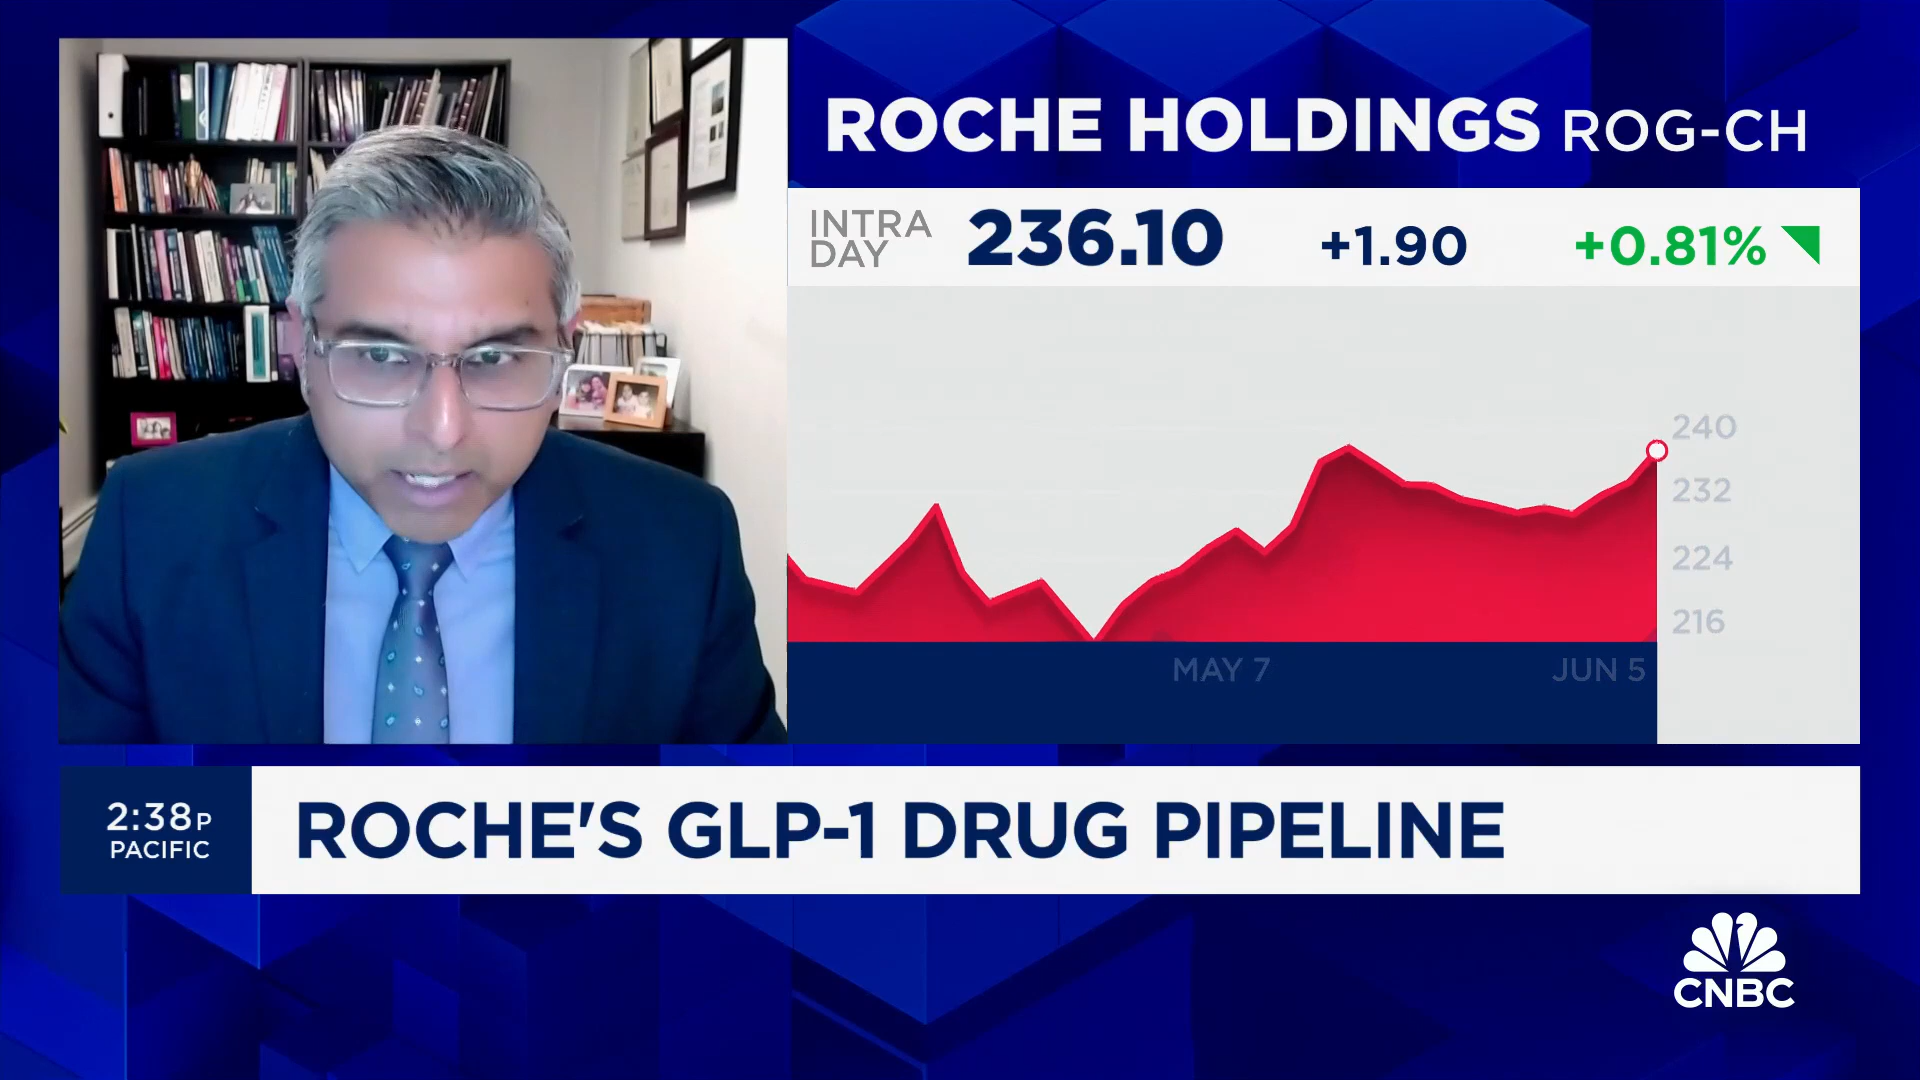 ROCHE HOLDINGS ROG-CH
INTRA
DAY
236.10
+1.90
+0.81%
240
232
224
216
MAY 7
JUN 5
2:38P
PACIFIC
ROCHE'S GLP-1 DRUG PIPELINE
CNBC